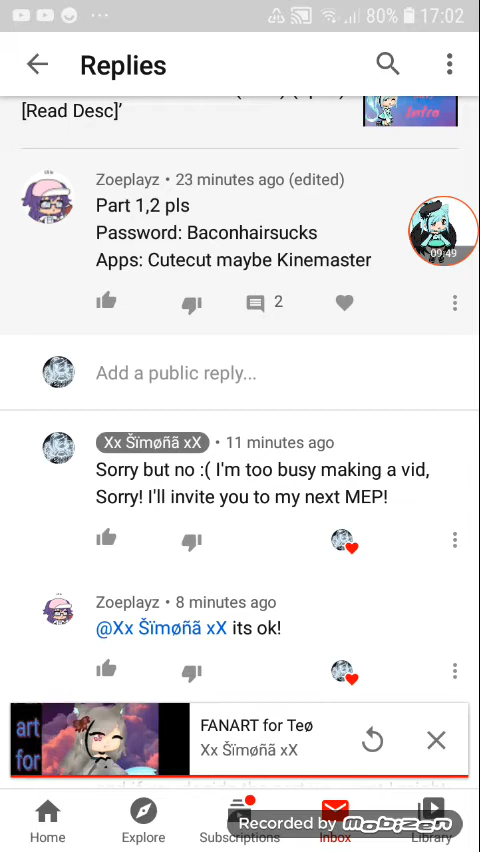 80% 17:02
Replies
[Read Desc]'
Intro
Zoeplayz • 23 minutes ago (edited)
Part 1,2 pls
Password: Baconhairsucks
Apps: Cutecut maybe Kinemaster
09:49
2
Add a public reply...
Xx Šïmøñã xX • 11 minutes ago
Sorry but no :( I'm too busy making a vid,
Sorry! I'll invite you to my next MEP!
Zoeplayz • 8 minutes ago
@Xx Šïmøñã xX its ok!
art
for
FANART for Teø
Xx Šïmøñã xX
Home
Explore
Subscriptions
Inbox
Library
Recorded by Mobizen